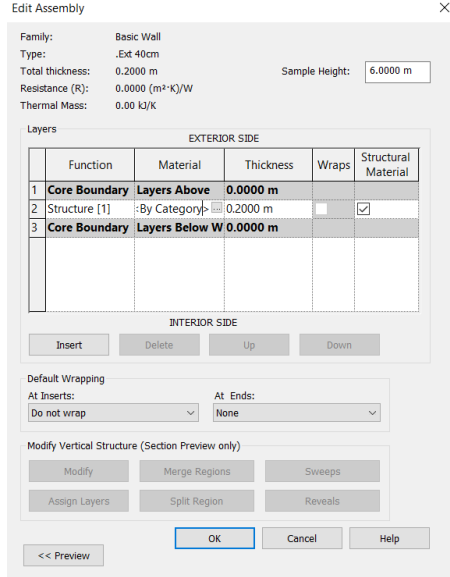 Edit Assembly
Family: Basic Wall
Type: .Ext 40cm
Total thickness: 0.2000 m Sample Height: 6.0000 m
Resistance (R): 0.0000 (m²·K)/W
Thermal Mass: 0.00 kJ/K
Layers
EXTERIOR SIDE
Function Material Thickness Wraps Structural Material
1 Core Boundary Layers Above 0.0000 m
2 Structure [1] :By Category> ... 0.2000 m
3 Core Boundary Layers Below W 0.0000 m
INTERIOR SIDE
Insert Delete Up Down
Default Wrapping
At Inserts: At Ends:
Do not wrap None
Modify Vertical Structure (Section Preview only)
Modify Merge Regions Sweeps
Assign Layers Split Region Reveals
OK Cancel Help
<< Preview